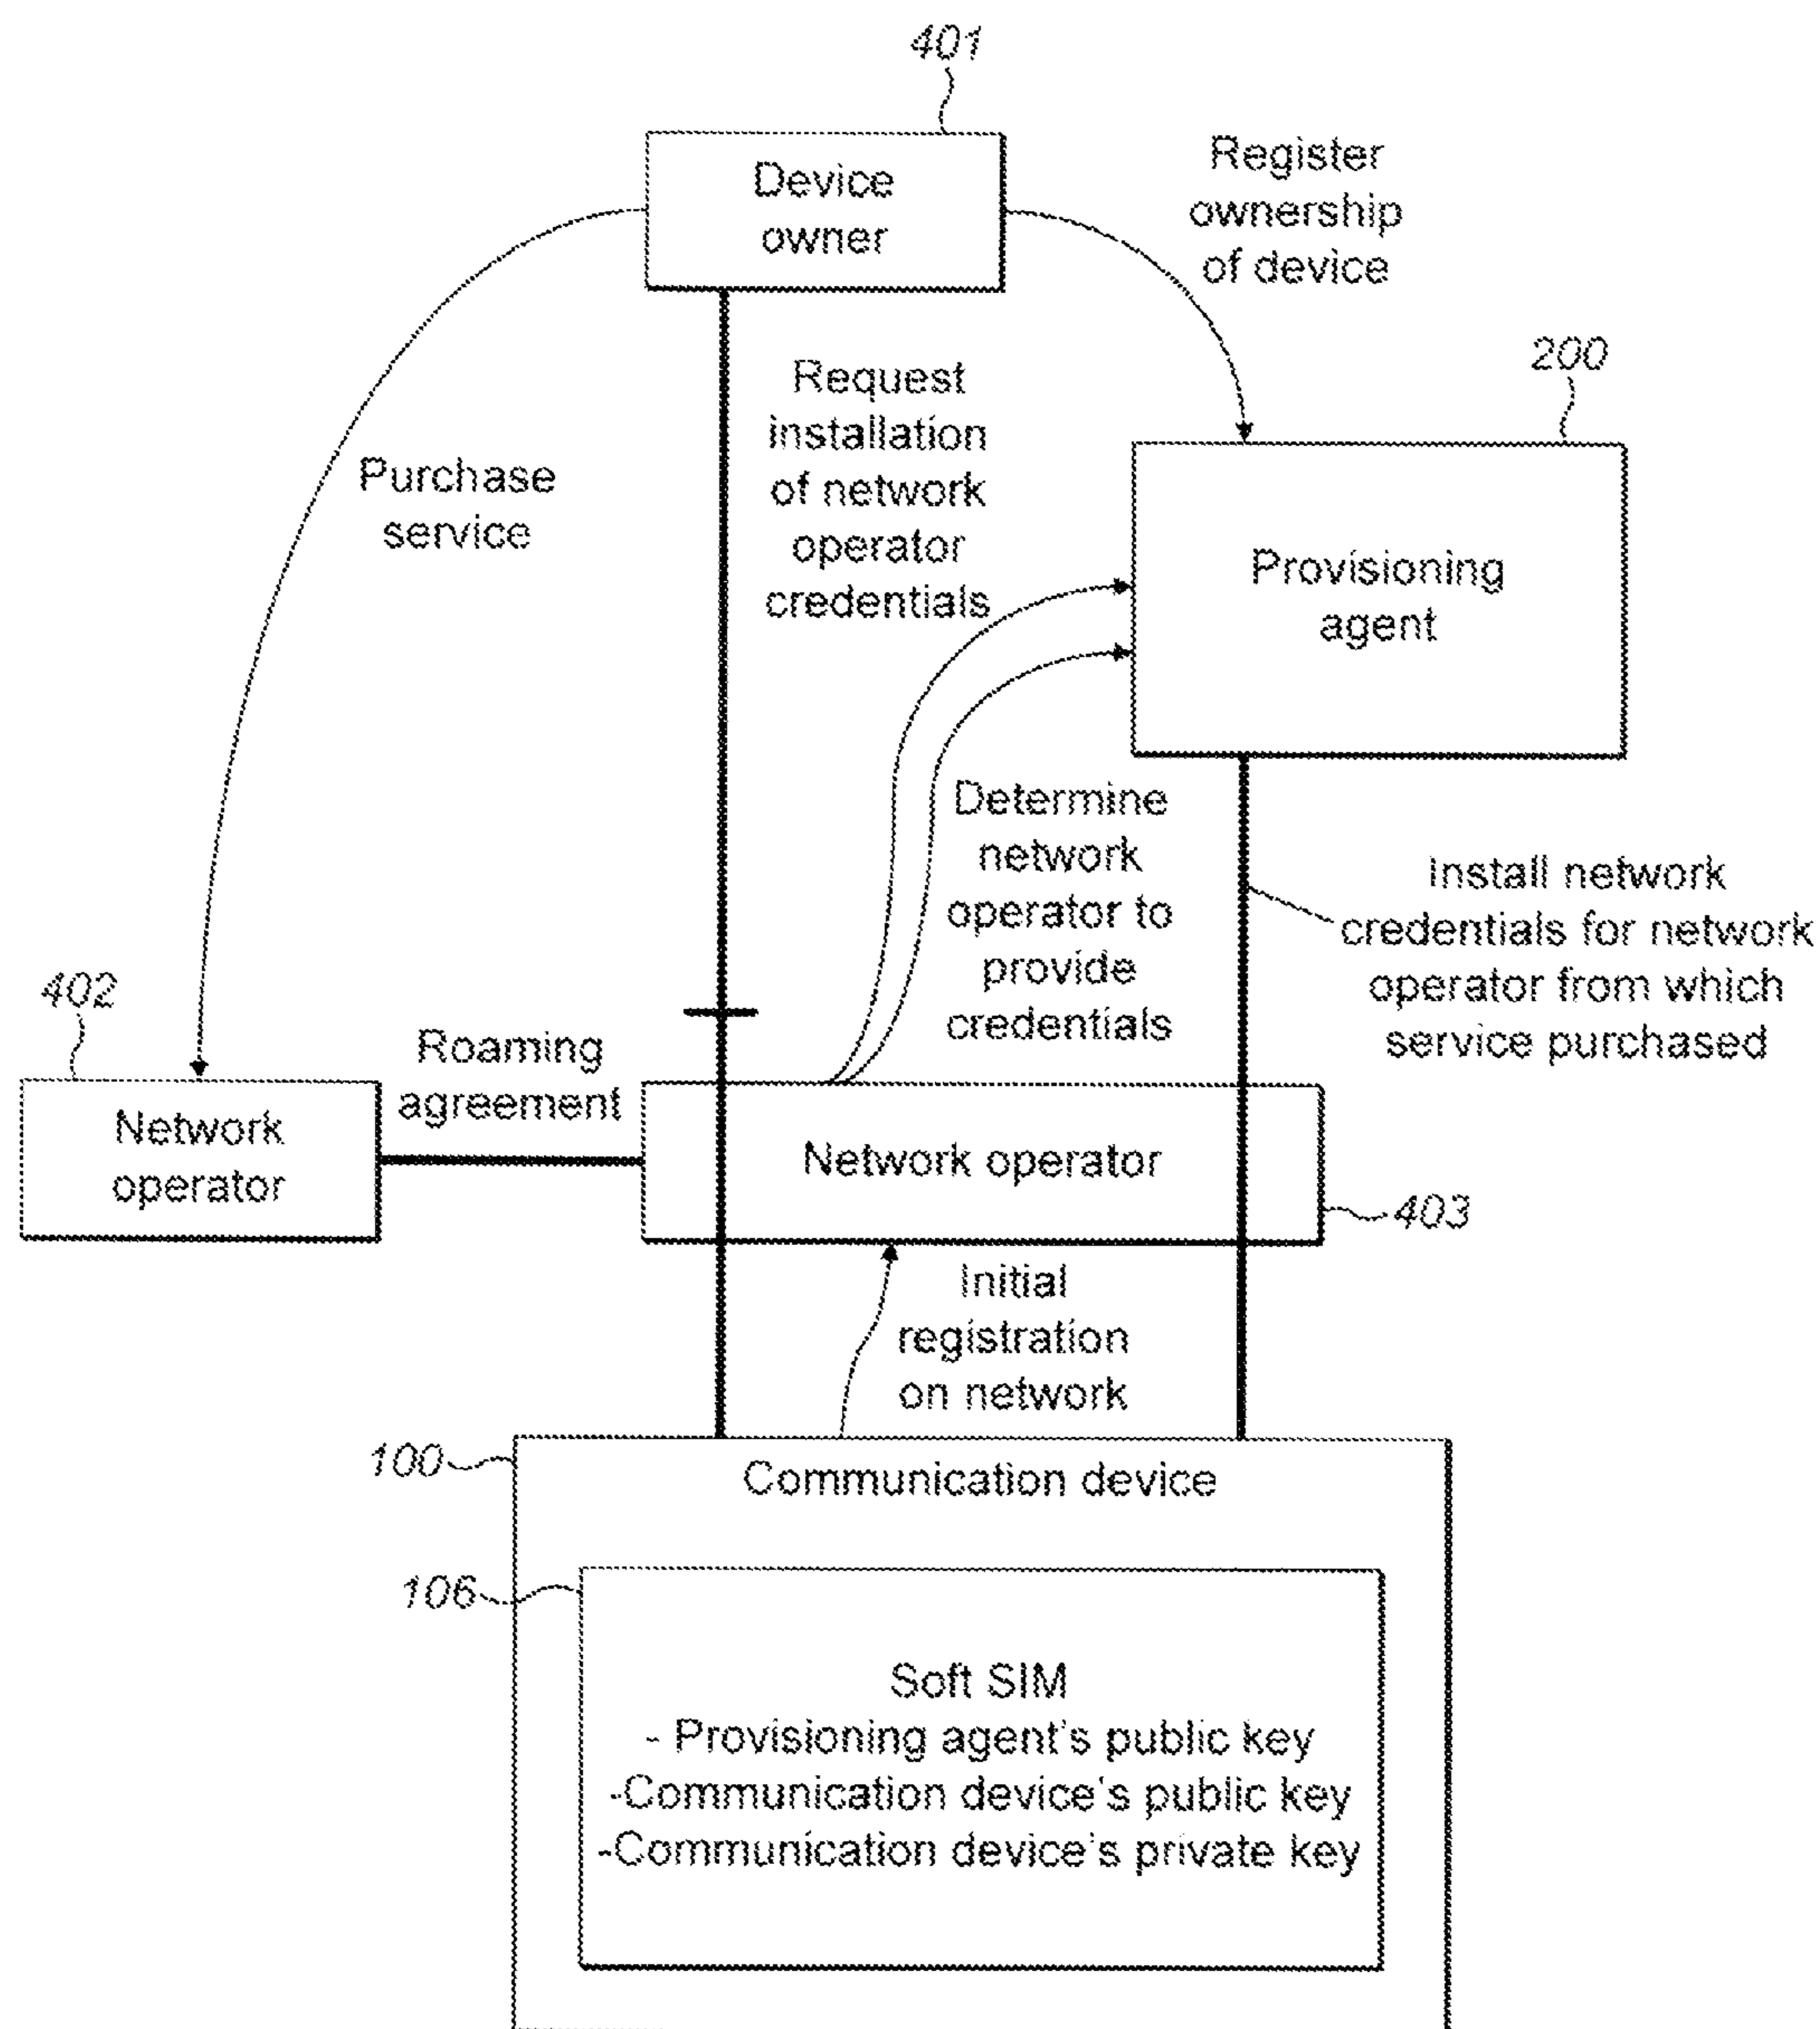 401
Device
owner
Register
ownership
of device
200
Request
installation
of network
operator
credentials
Purchase
service
Provisioning
agent
Determine
network
operator to
provide
credentials
Install network
credentials for network
operator from which
service purchased
402
Roaming
agreement
Network
operator
Network operator
403
Initial
registration
on network
100
Communication device
106
Soft SIM
- Provisioning agent's public key
-Communication device's public key
-Communication device's private key